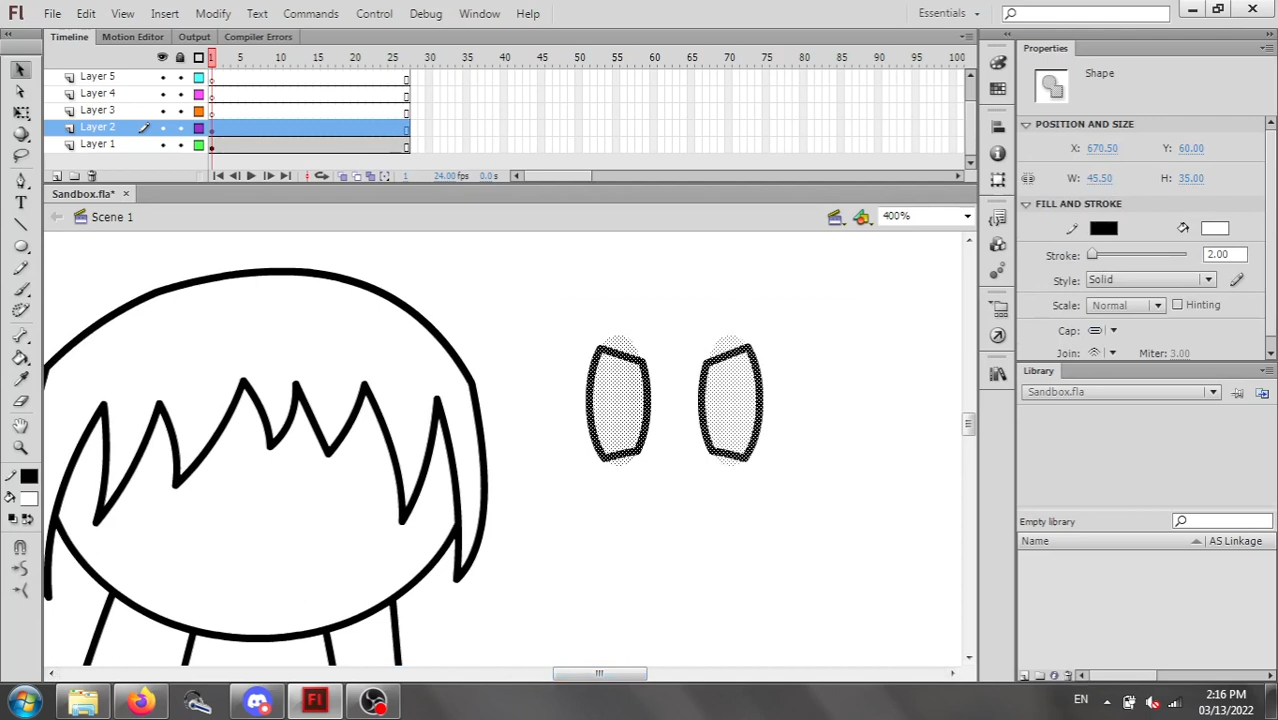 Fl File Edit View Insert Modify Text Commands Control Debug Window Help Essentials
Timeline Motion Editor Output Compiler Errors
1 5 10 15 20 25 30 35 40 45 50 55 60 65 70 75 80 85 90 95 100
Layer 5
Layer 4
Layer 3
Layer 2
Layer 1
1 24.00 fps 0.0 s
Sandbox.fla*
Scene 1 400%
Properties
Shape
POSITION AND SIZE
X: 670.50 Y: 60.00
W: 45.50 H: 35.00
FILL AND STROKE
Stroke: 2.00
Style: Solid
Scale: Normal Hinting
Cap:
Join: Miter: 3.00
Library
Sandbox.fla
Empty library
Name AS Linkage
T
Fl
EN
2:16 PM
03/13/2022